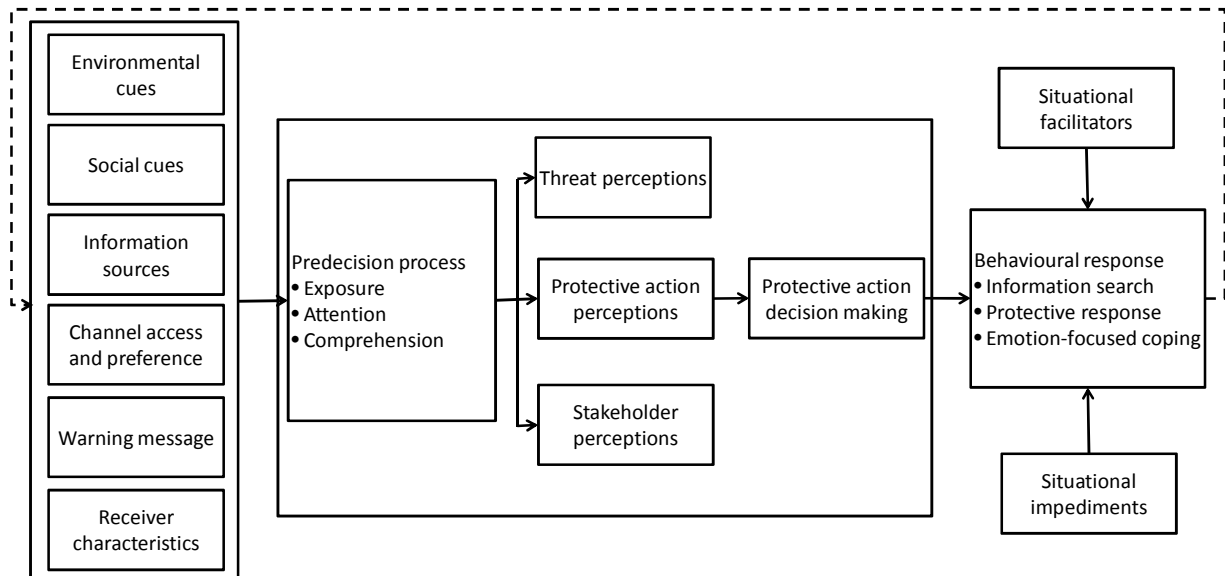 Environmental
cues
Social cues
Information
sources
Channel access
and preference
Warning message
Receiver
characteristics
Predecision process
• Exposure
• Attention
• Comprehension
Threat perceptions
Protective action
perceptions
Stakeholder
perceptions
Protective action
decision making
Situational
facilitators
Behavioural response
• Information search
• Protective response
• Emotion-focused coping
Situational
impediments